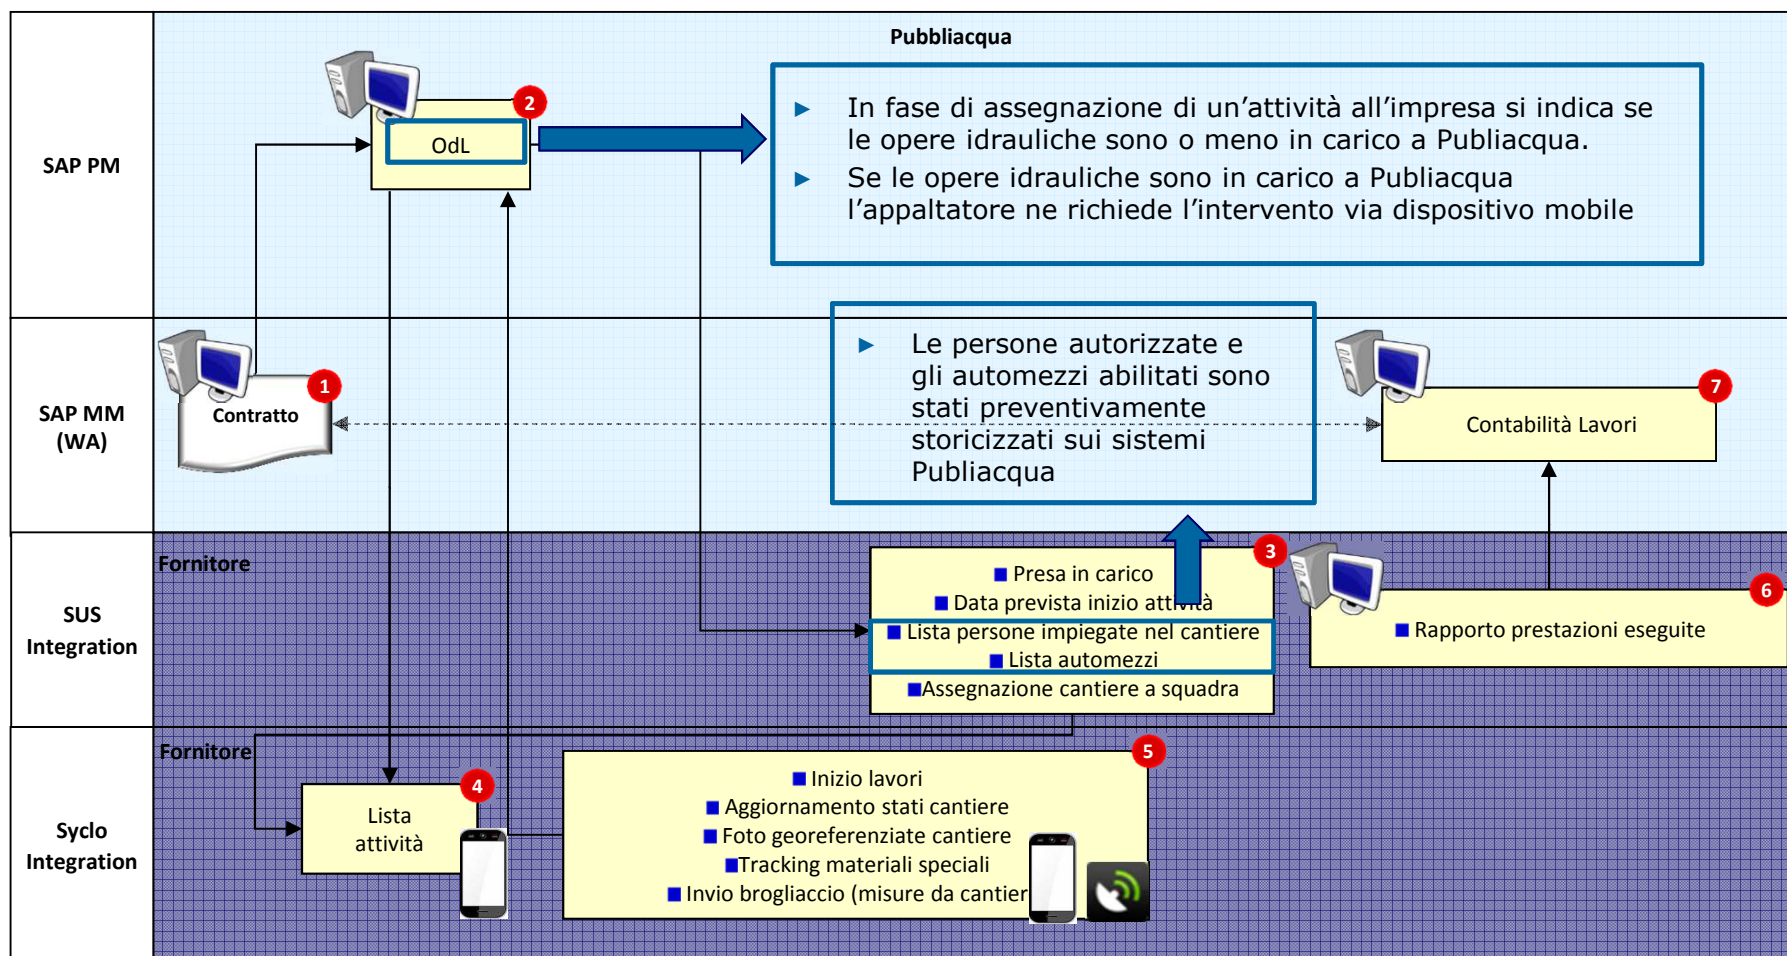 Pubbliacqua
SAP PM
2
OdL
► In fase di assegnazione di un’attività all’impresa si indica se
le opere idrauliche sono o meno in carico a Publiacqua.
► Se le opere idrauliche sono in carico a Publiacqua
l’appaltatore ne richiede l’intervento via dispositivo mobile
SAP MM
(WA)
1
Contratto
► Le persone autorizzate e
gli automezzi abilitati sono
stati preventivamente
storicizzati sui sistemi
Publiacqua
7
Contabilità Lavori
SUS
Integration
Fornitore
3
■ Presa in carico
■ Data prevista inizio attività
■ Lista persone impiegate nel cantiere
■ Lista automezzi
■Assegnazione cantiere a squadra
6
■ Rapporto prestazioni eseguite
Syclo
Integration
Fornitore
4
Lista
attività
5
■ Inizio lavori
■ Aggiornamento stati cantiere
■ Foto georeferenziate cantiere
■Tracking materiali speciali
■ Invio brogliaccio (misure da cantier